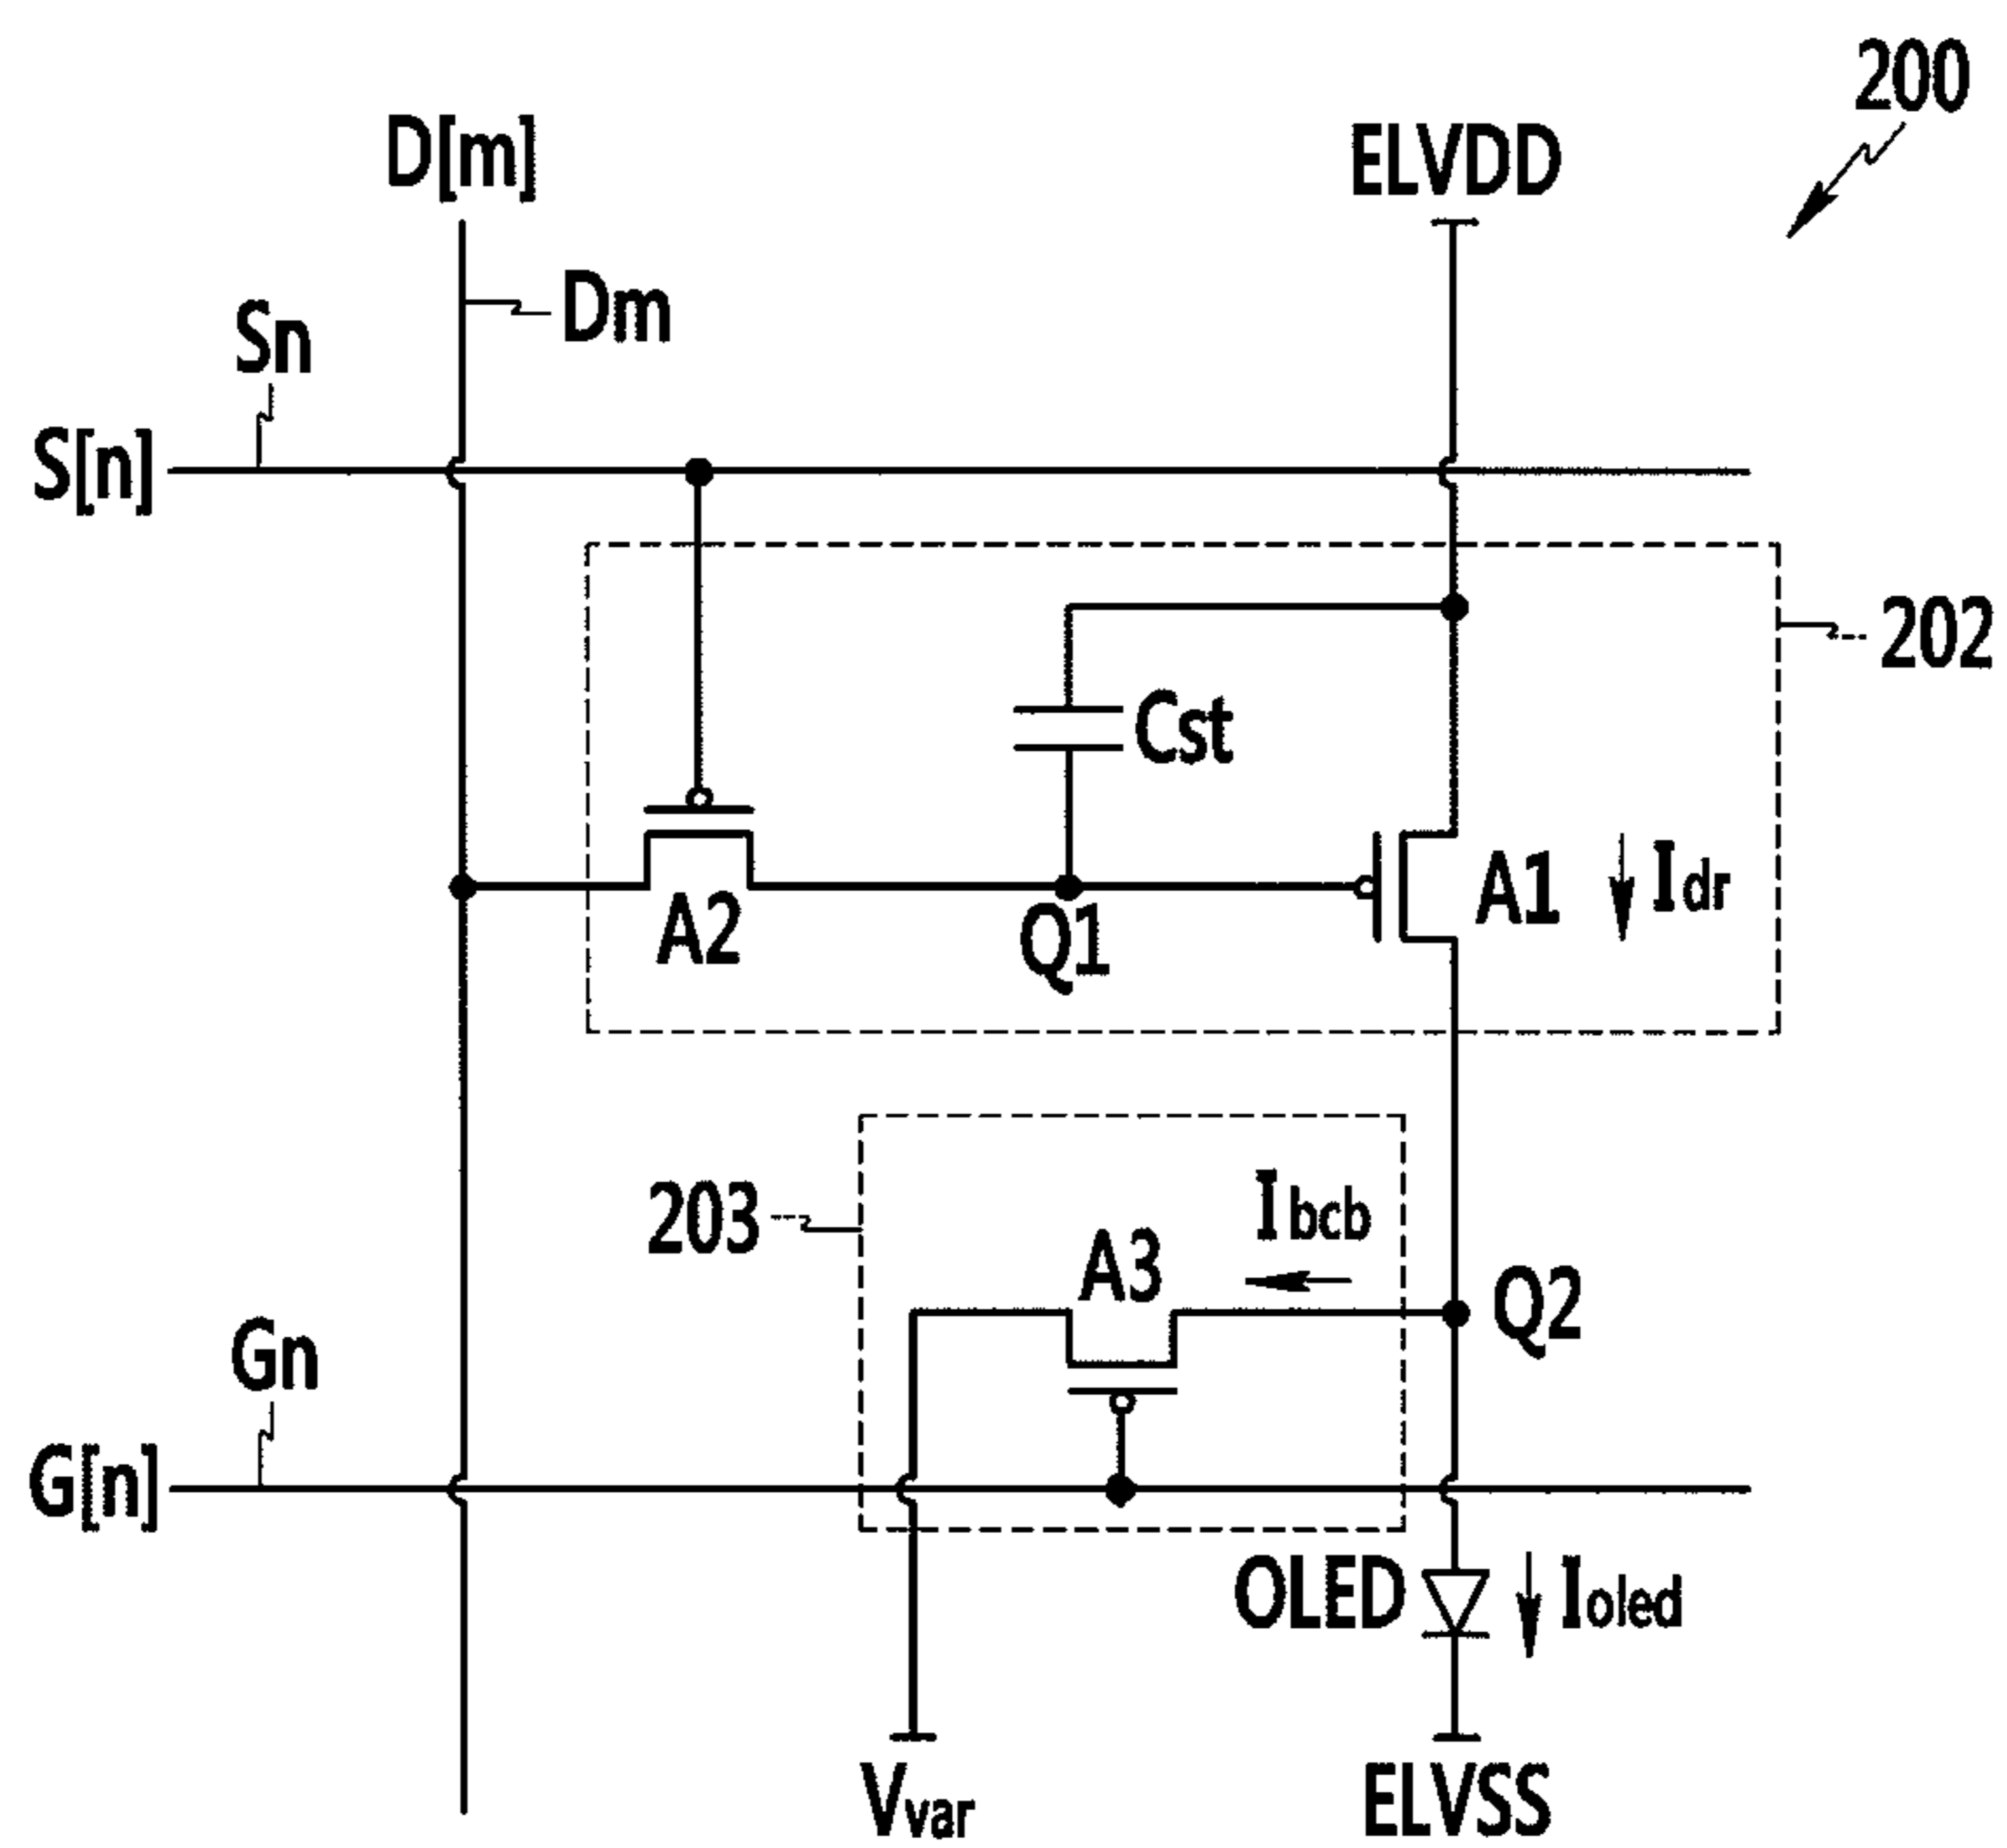 200
D[m]
ELVDD
Dm
Sn
S[n]
202
Cst
A1
Idr
A2
Q1
203
Ibcb
A3
Q2
Gn
G[n]
OLED
Ioled
Vvar
ELVSS